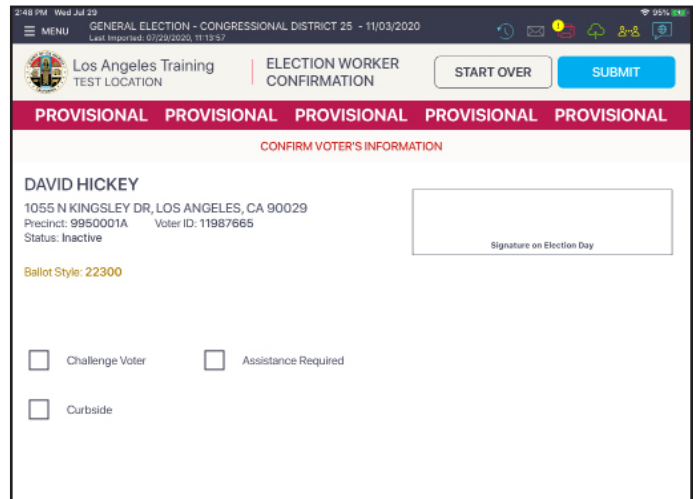 2:48 PM Wed Jul 29
95%
MENU
GENERAL ELECTION - CONGRESSIONAL DISTRICT 25 - 11/03/2020
Last Imported: 07/29/2020, 11:13:57
Los Angeles Training
TEST LOCATION
ELECTION WORKER
CONFIRMATION
START OVER
SUBMIT
PROVISIONAL PROVISIONAL PROVISIONAL PROVISIONAL PROVISIONAL
CONFIRM VOTER'S INFORMATION
DAVID HICKEY
1055 N KINGSLEY DR, LOS ANGELES, CA 90029
Precinct: 9950001A Voter ID: 11987665
Status: Inactive
Signature on Election Day
Ballot Style: 22300
Challenge Voter
Assistance Required
Curbside